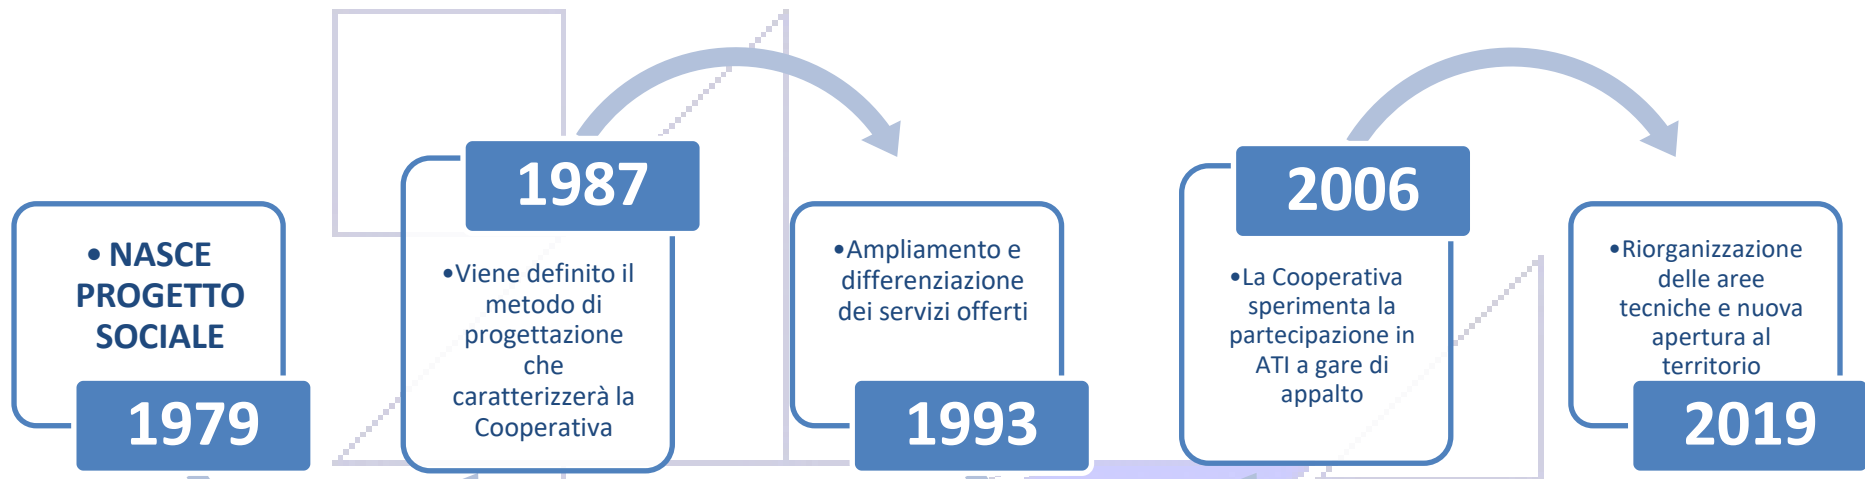 • NASCE
PROGETTO
SOCIALE
1979
1987
•Viene definito il
metodo di
progettazione
che
caratterizzerà la
Cooperativa
•Ampliamento e
differenziazione
dei servizi offerti
1993
2006
•La Cooperativa
sperimenta la
partecipazione in
ATI a gare di
appalto
•Riorganizzazione
delle aree
tecniche e nuova
apertura al
territorio
2019